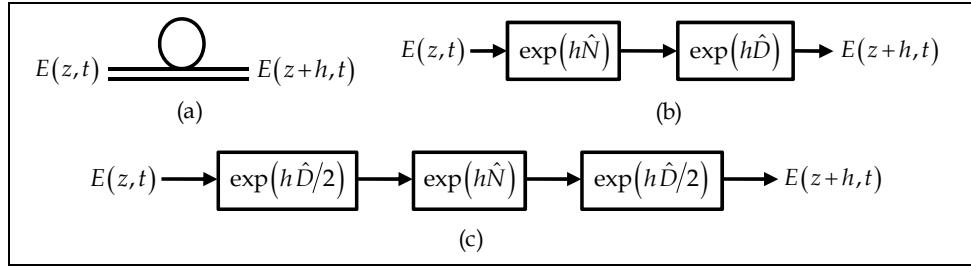 E(z,t) E(z+h,t)
(a)
E(z,t) exp(hN̂) exp(hD̂) E(z+h,t)
(b)
E(z,t) exp(hD̂/2) exp(hN̂) exp(hD̂/2) E(z+h,t)
(c)